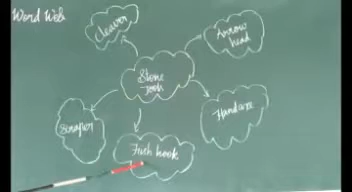 Word Web
Cleaver
Arrow
head
Stone
tools
Scraper
Handaxe
Fish hook